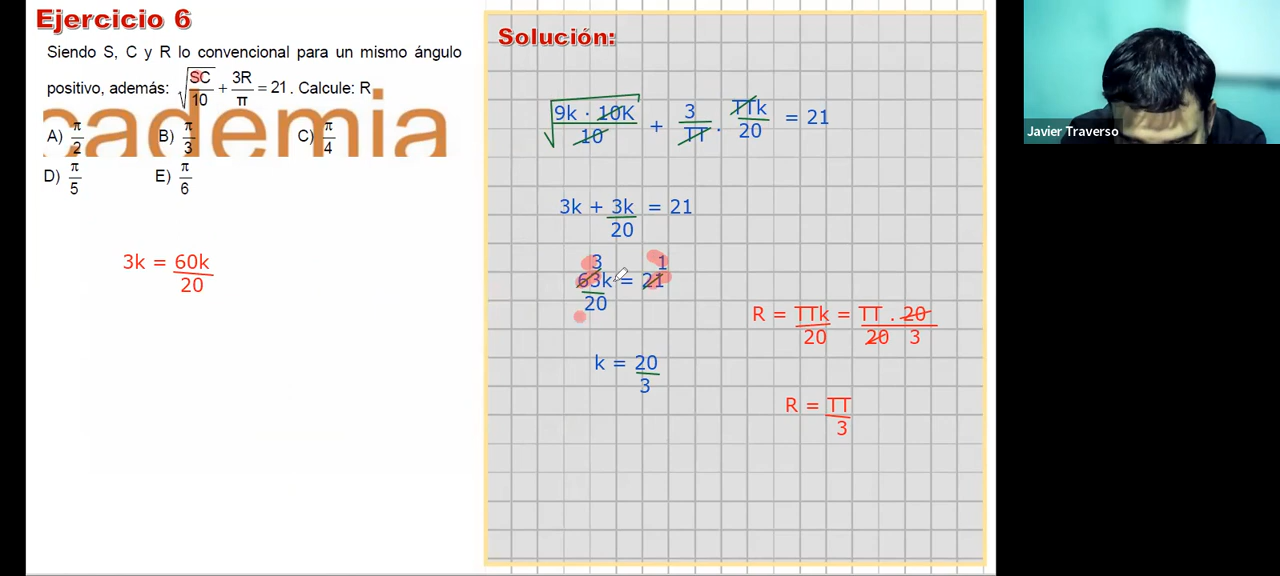 Ejercicio 6
Siendo S, C y R lo convencional para un mismo ángulo
positivo, además: √(SC/10) + 3R/π = 21. Calcule: R
cademia
A) π/2 B) π/3 C) π/4
D) π/5 E) π/6
3k = 60k/20
Solución:
√(9k · 10K/10) + 3/π · πk/20 = 21
3k + 3k/20 = 21
3 1
63k/20 = 21
k = 20/3
R = πk/20 = π . 20/20 3
R = π/3
Javier Traverso